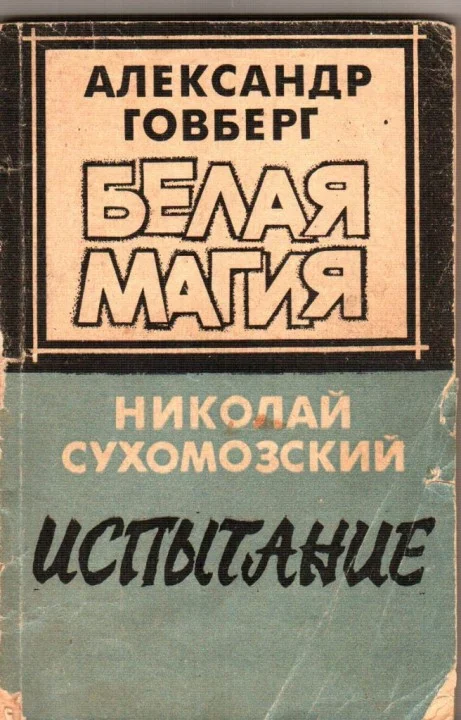 АЛЕКСАНДР
ГОВБЕРГ
БЕЛАЯ
МАГИЯ
НИКОЛАЙ
СУХОМОЗСКИЙ
ИСПЫТАНИЕ